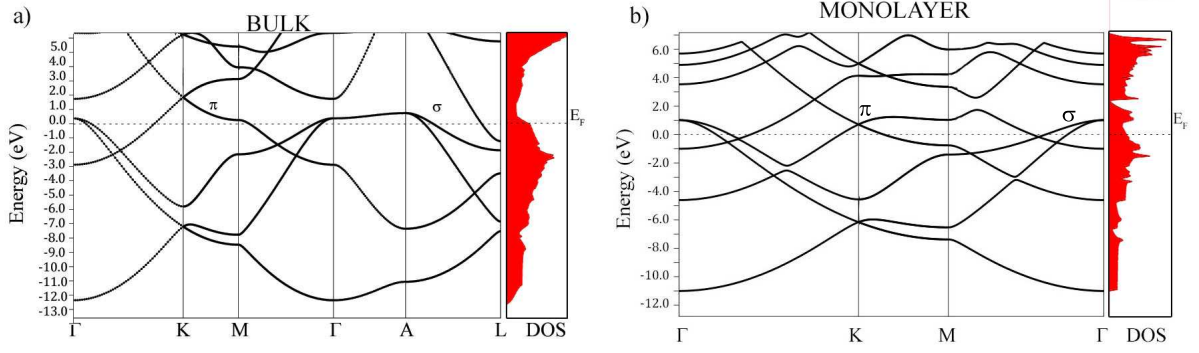 a)
BULK
5.0
4.0
3.0
2.0
1.0
0.0
-1.0
-2.0
-3.0
-4.0
-5.0
-6.0
-7.0
-8.0
-9.0
-10.0
-11.0
-12.0
-13.0
Energy (eV)
π
σ
E_F
Γ K M Γ A L DOS
b)
MONOLAYER
6.0
4.0
2.0
0.0
-2.0
-4.0
-6.0
-8.0
-10.0
-12.0
Energy (eV)
π
σ
E_F
Γ K M Γ DOS